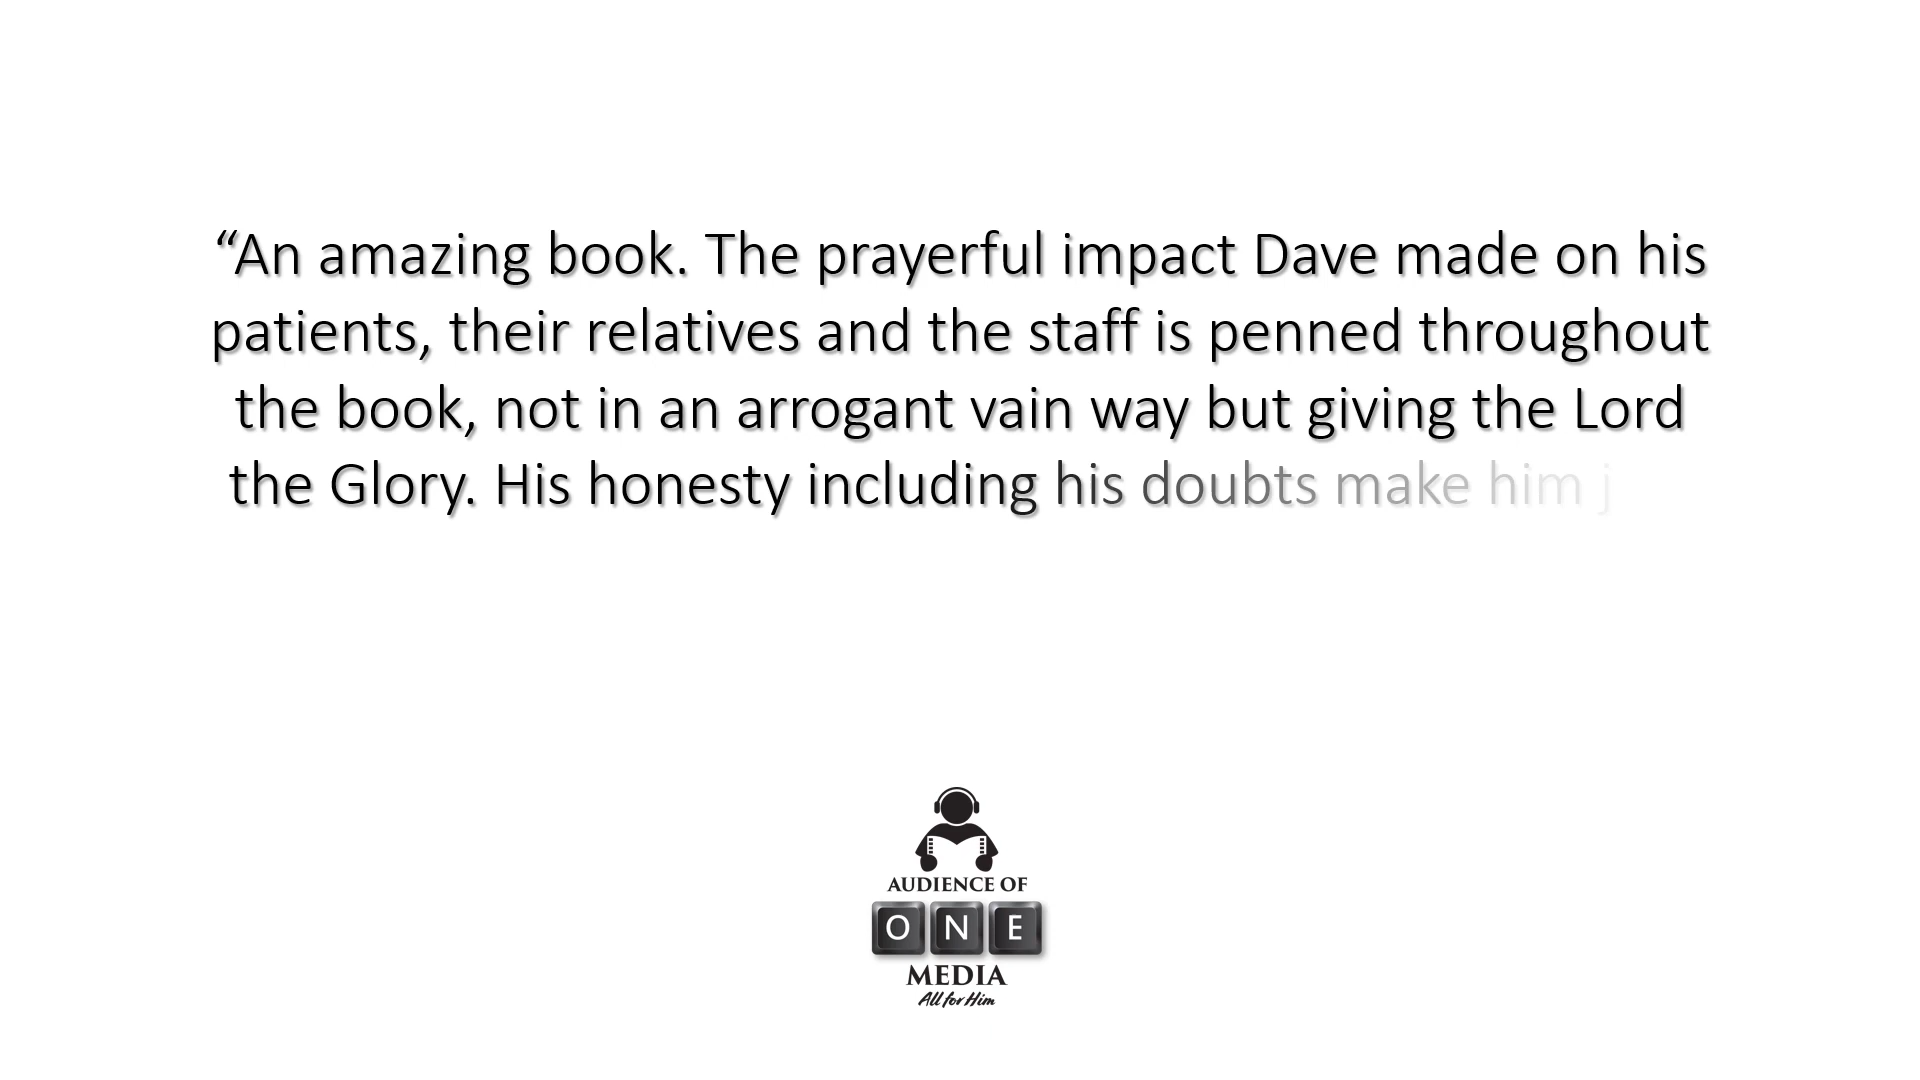 “An amazing book. The prayerful impact Dave made on his
patients, their relatives and the staff is penned throughout
the book, not in an arrogant vain way but giving the Lord
the Glory. His honesty including his doubts make him j
AUDIENCE OF
ONE
MEDIA
All for Him